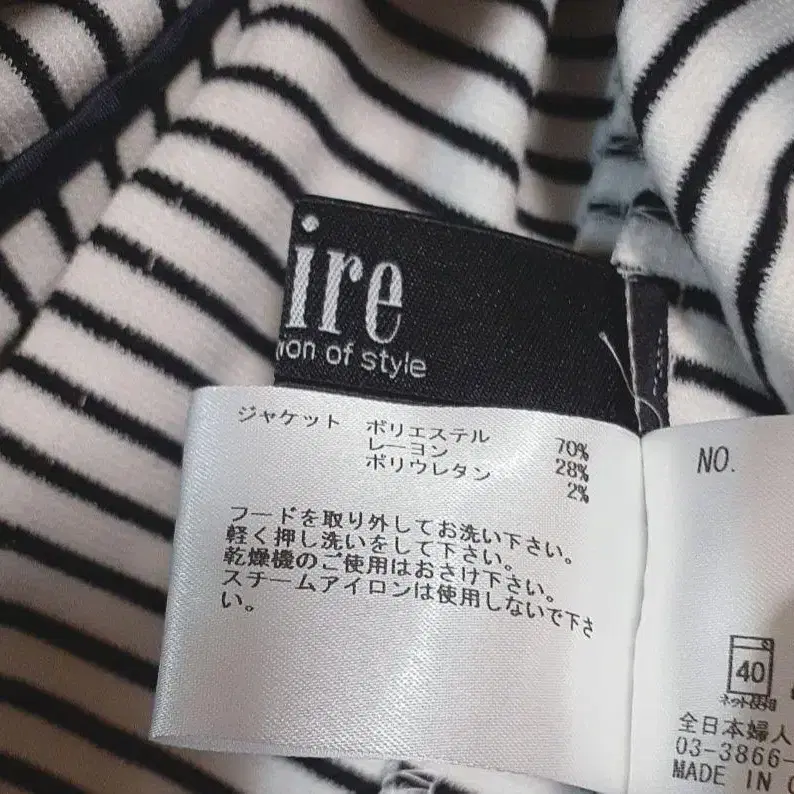 ire
ion of style
ジャケット ポリエステル 70%
レーヨン 28%
ポリウレタン 2%
フードを取り外してお洗い下さい。
軽く押し洗いをして下さい。
乾燥機のご使用はおさけ下さい。
スチームアイロンは使用しないで下さ
い。
NO.
40
ネット使用
全日本婦人
03-3866-
MADE IN C